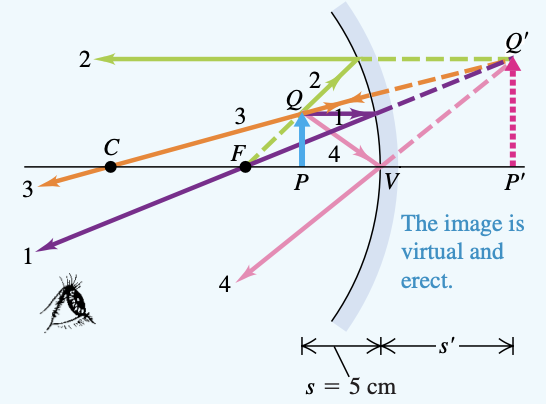 2
Q′
2
Q
3
1
C
F
4
3
P
V
P′
The image is
virtual and
erect.
1
4
s′
s = 5 cm